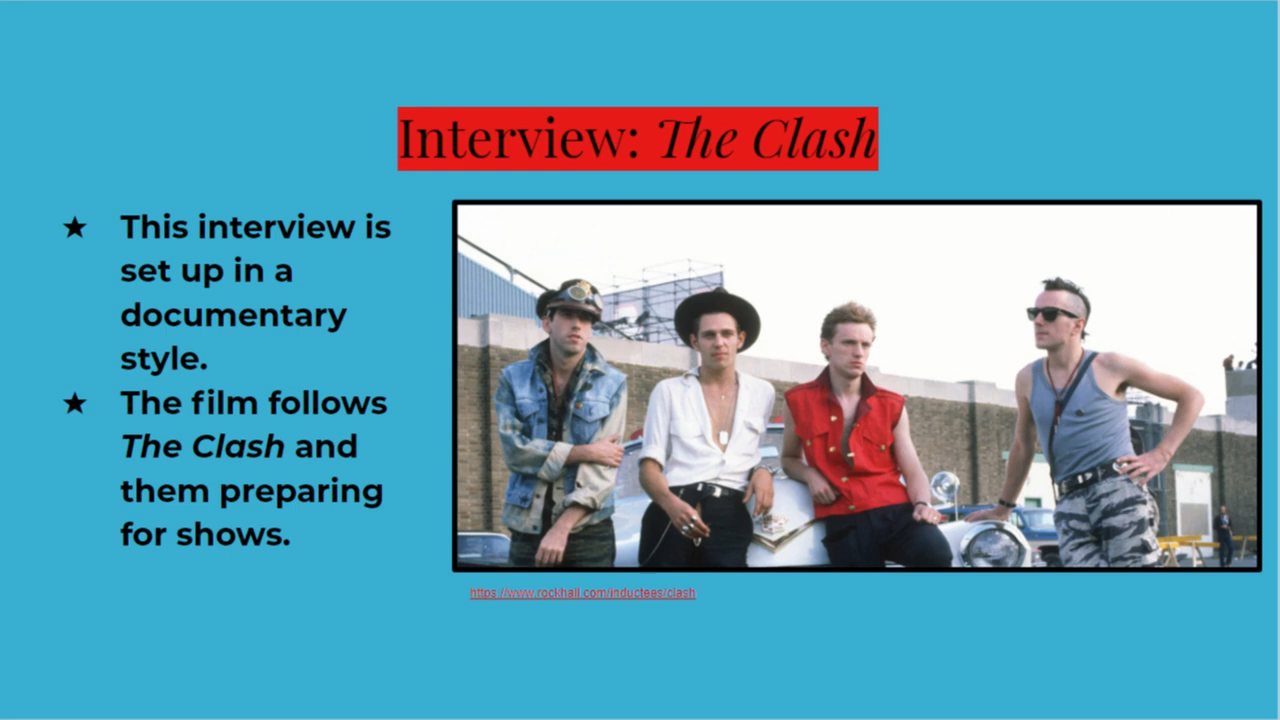 Interview: The Clash
★ This interview is
set up in a
documentary
style.
★ The film follows
The Clash and
them preparing
for shows.
https://www.rockhall.com/inductees/clash